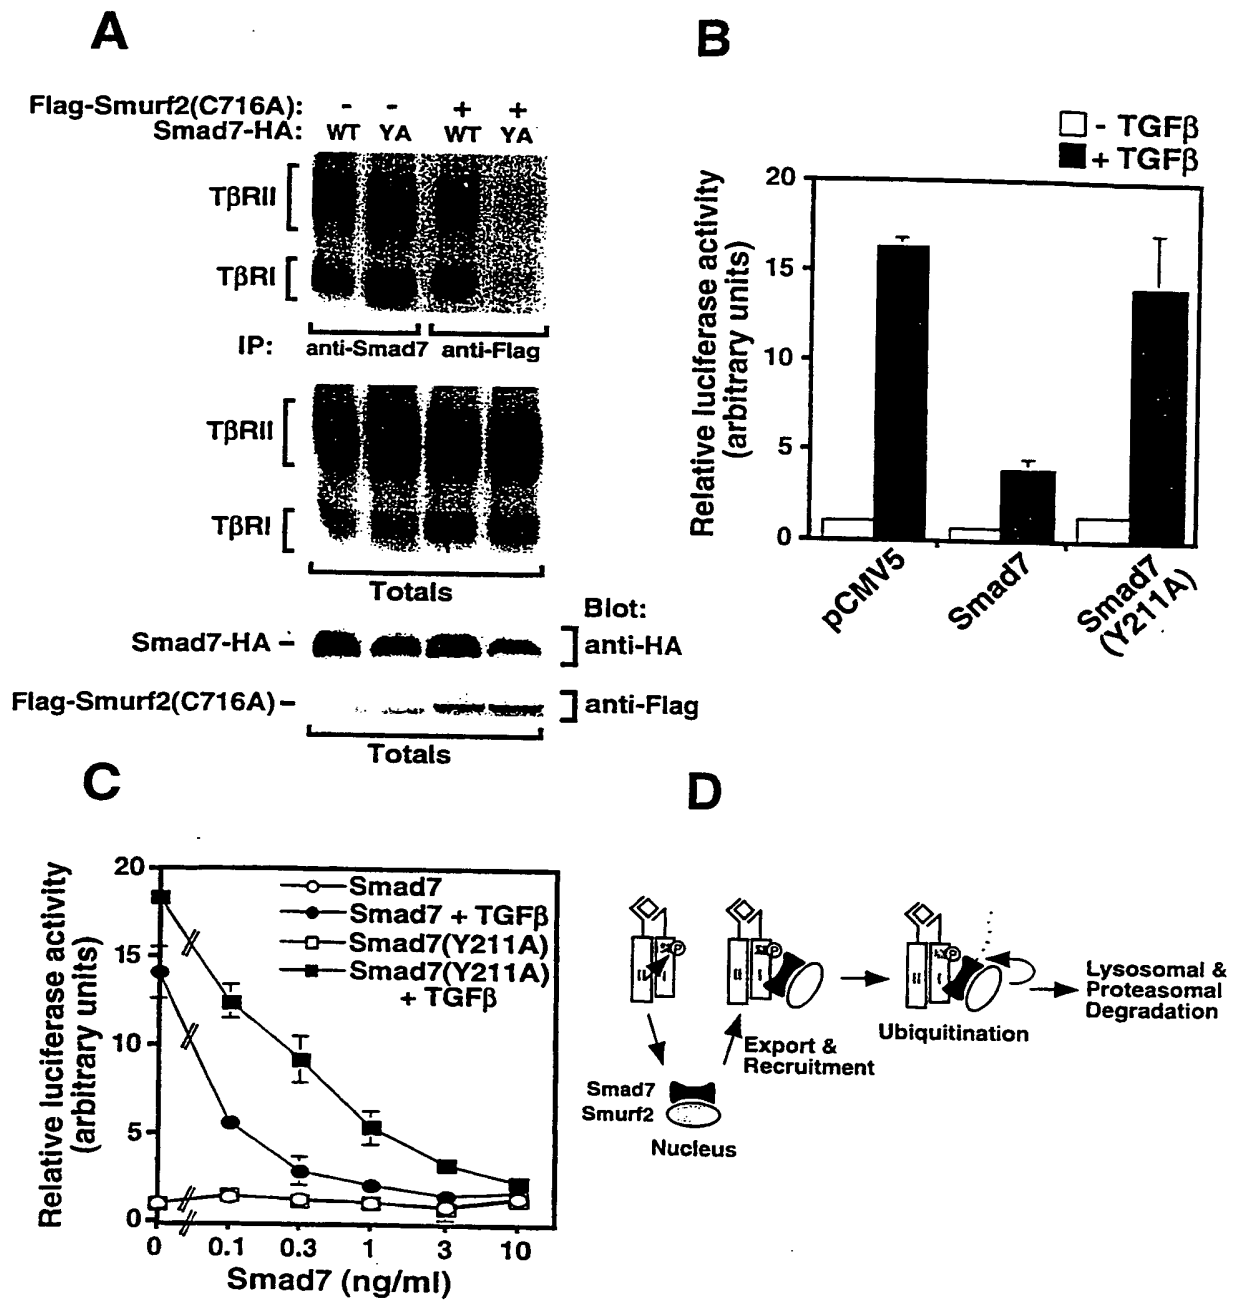 A
Flag-Smurf2(C716A): - - + +
Smad7-HA: WT YA WT YA
TβRII
TβRI
IP: anti-Smad7 anti-Flag
TβRII
TβRI
Totals
Blot:
Smad7-HA – anti-HA
Flag-Smurf2(C716A) – anti-Flag
Totals
B
- TGFβ
+ TGFβ
Relative luciferase activity
(arbitrary units)
20
15
10
5
0
pCMV5
Smad7
Smad7
(Y211A)
C
Relative luciferase activity
(arbitrary units)
20
15
10
5
0
Smad7
Smad7 + TGFβ
Smad7(Y211A)
Smad7(Y211A)
+ TGFβ
0 0.1 0.3 1 3 10
Smad7 (ng/ml)
D
II
P
II I P
II I P
Export &
Recruitment
Smad7
Smurf2
Nucleus
Ubiquitination
Lysosomal &
Proteasomal
Degradation